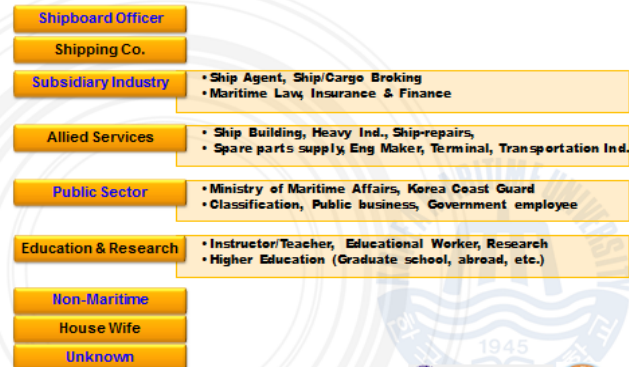 Shipboard Officer
Shipping Co.
Subsidiary Industry
• Ship Agent, Ship/Cargo Broking
• Maritime Law, Insurance & Finance
Allied Services
• Ship Building, Heavy Ind., Ship-repairs,
• Spare parts supply, Eng Maker, Terminal, Transportation Ind.
Public Sector
• Ministry of Maritime Affairs, Korea Coast Guard
• Classification, Public business, Government employee
Education & Research
• Instructor/Teacher, Educational Worker, Research
• Higher Education (Graduate school, abroad, etc.)
Non-Maritime
House Wife
Unknown
1945